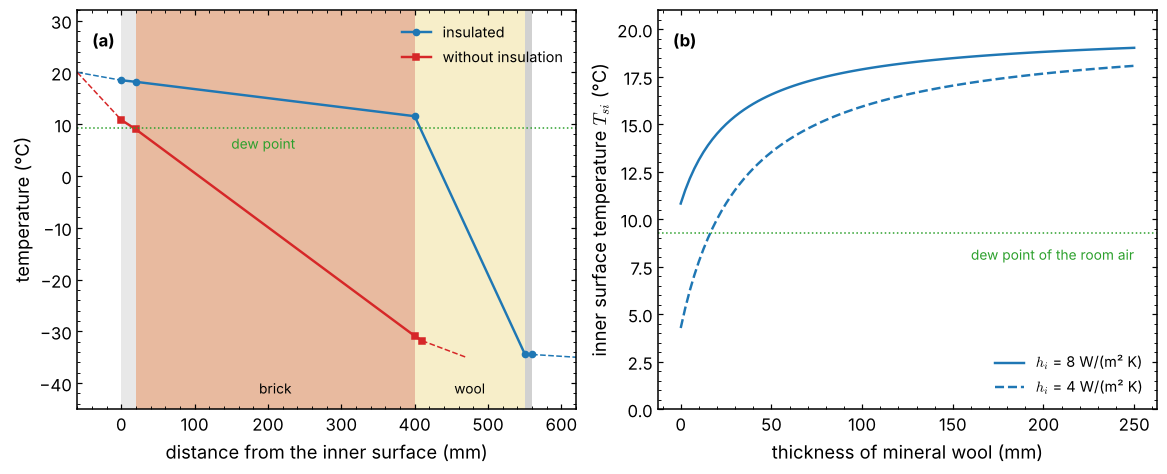 (a)
insulated
without insulation
dew point
brick
wool
30
20
10
0
−10
−20
−30
−40
temperature (°C)
0 100 200 300 400 500 600
distance from the inner surface (mm)
(b)
dew point of the room air
hᵢ = 8 W/(m² K)
hᵢ = 4 W/(m² K)
20.0
17.5
15.0
12.5
10.0
7.5
5.0
2.5
0.0
inner surface temperature Tₛᵢ (°C)
0 50 100 150 200 250
thickness of mineral wool (mm)